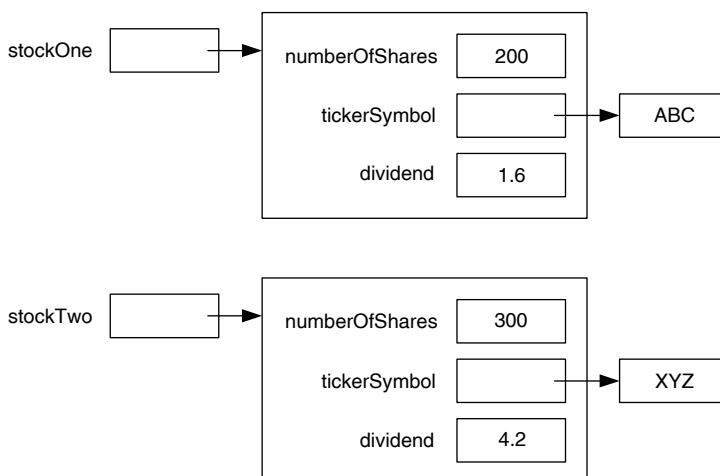 stockOne
numberOfShares 200
tickerSymbol ABC
dividend 1.6
stockTwo
numberOfShares 300
tickerSymbol XYZ
dividend 4.2